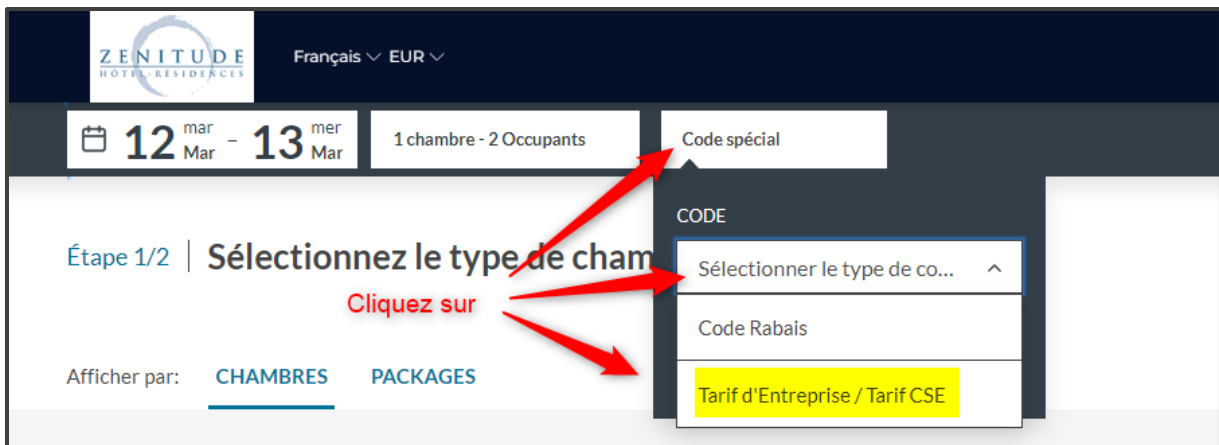 ZENITUDE
HÔTEL-RÉSIDENCES
Français EUR
12 mar Mar - 13 mer Mar
1 chambre - 2 Occupants
Code spécial
CODE
Étape 1/2 | Sélectionnez le type de cham
Sélectionner le type de co...
Cliquez sur
Code Rabais
Afficher par: CHAMBRES PACKAGES
Tarif d'Entreprise / Tarif CSE